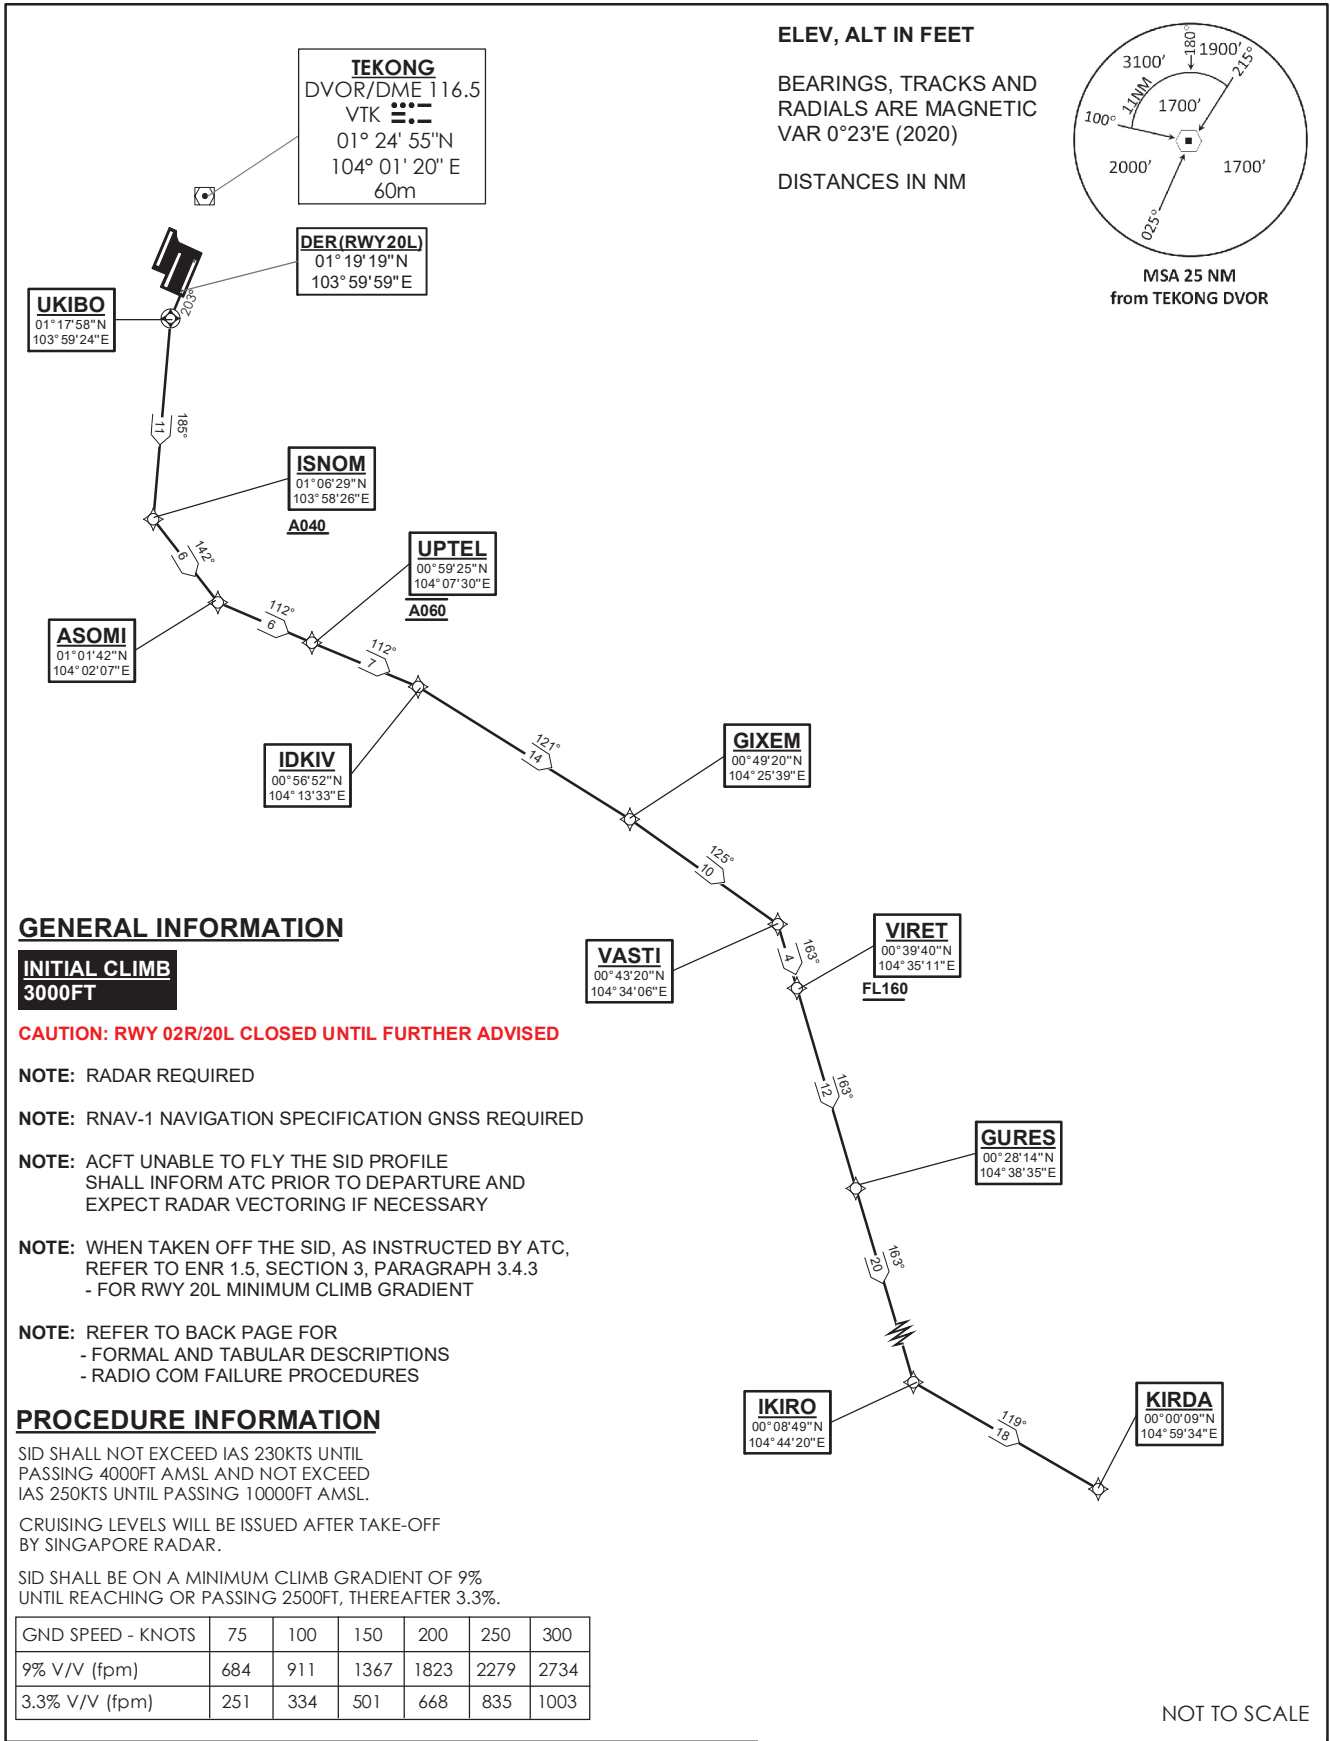 TEKONG
DVOR/DME 116.5
VTK
01° 24' 55"N
104° 01' 20" E
60m
ELEV, ALT IN FEET
BEARINGS, TRACKS AND
RADIALS ARE MAGNETIC
VAR 0°23'E (2020)
DISTANCES IN NM
180°
1900'
215°
3100'
11NM
1700'
100°
2000'
1700'
025°
MSA 25 NM
from TEKONG DVOR
DER(RWY20L)
01°19'19"N
103°59'59"E
203°
UKIBO
01°17'58"N
103°59'24"E
11
185°
ISNOM
01°06'29"N
103°58'26"E
A040
6
142°
UPTEL
00°59'25"N
104°07'30"E
A060
112°
6
ASOMI
01°01'42"N
104°02'07"E
112°
7
IDKIV
00°56'52"N
104°13'33"E
121°
14
GIXEM
00°49'20"N
104°25'39"E
125°
10
VASTI
00°43'20"N
104°34'06"E
4
163°
VIRET
00°39'40"N
104°35'11"E
FL160
12
163°
GURES
00°28'14"N
104°38'35"E
20
163°
IKIRO
00°08'49"N
104°44'20"E
119°
18
KIRDA
00°00'09"N
104°59'34"E
GENERAL INFORMATION
INITIAL CLIMB
3000FT
CAUTION: RWY 02R/20L CLOSED UNTIL FURTHER ADVISED
NOTE: RADAR REQUIRED
NOTE: RNAV-1 NAVIGATION SPECIFICATION GNSS REQUIRED
NOTE: ACFT UNABLE TO FLY THE SID PROFILE
SHALL INFORM ATC PRIOR TO DEPARTURE AND
EXPECT RADAR VECTORING IF NECESSARY
NOTE: WHEN TAKEN OFF THE SID, AS INSTRUCTED BY ATC,
REFER TO ENR 1.5, SECTION 3, PARAGRAPH 3.4.3
- FOR RWY 20L MINIMUM CLIMB GRADIENT
NOTE: REFER TO BACK PAGE FOR
- FORMAL AND TABULAR DESCRIPTIONS
- RADIO COM FAILURE PROCEDURES
PROCEDURE INFORMATION
SID SHALL NOT EXCEED IAS 230KTS UNTIL
PASSING 4000FT AMSL AND NOT EXCEED
IAS 250KTS UNTIL PASSING 10000FT AMSL.
CRUISING LEVELS WILL BE ISSUED AFTER TAKE-OFF
BY SINGAPORE RADAR.
SID SHALL BE ON A MINIMUM CLIMB GRADIENT OF 9%
UNTIL REACHING OR PASSING 2500FT, THEREAFTER 3.3%.
GND SPEED - KNOTS 75 100 150 200 250 300
9% V/V (fpm) 684 911 1367 1823 2279 2734
3.3% V/V (fpm) 251 334 501 668 835 1003
NOT TO SCALE